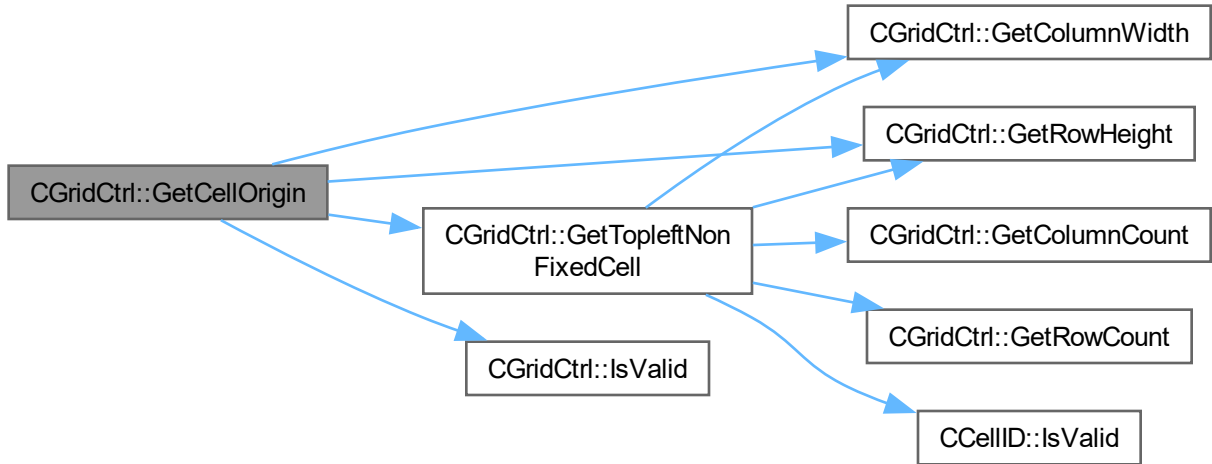 CGridCtrl::GetColumnWidth
CGridCtrl::GetRowHeight
CGridCtrl::GetCellOrigin
CGridCtrl::GetTopleftNon
FixedCell
CGridCtrl::GetColumnCount
CGridCtrl::GetRowCount
CGridCtrl::IsValid
CCellID::IsValid